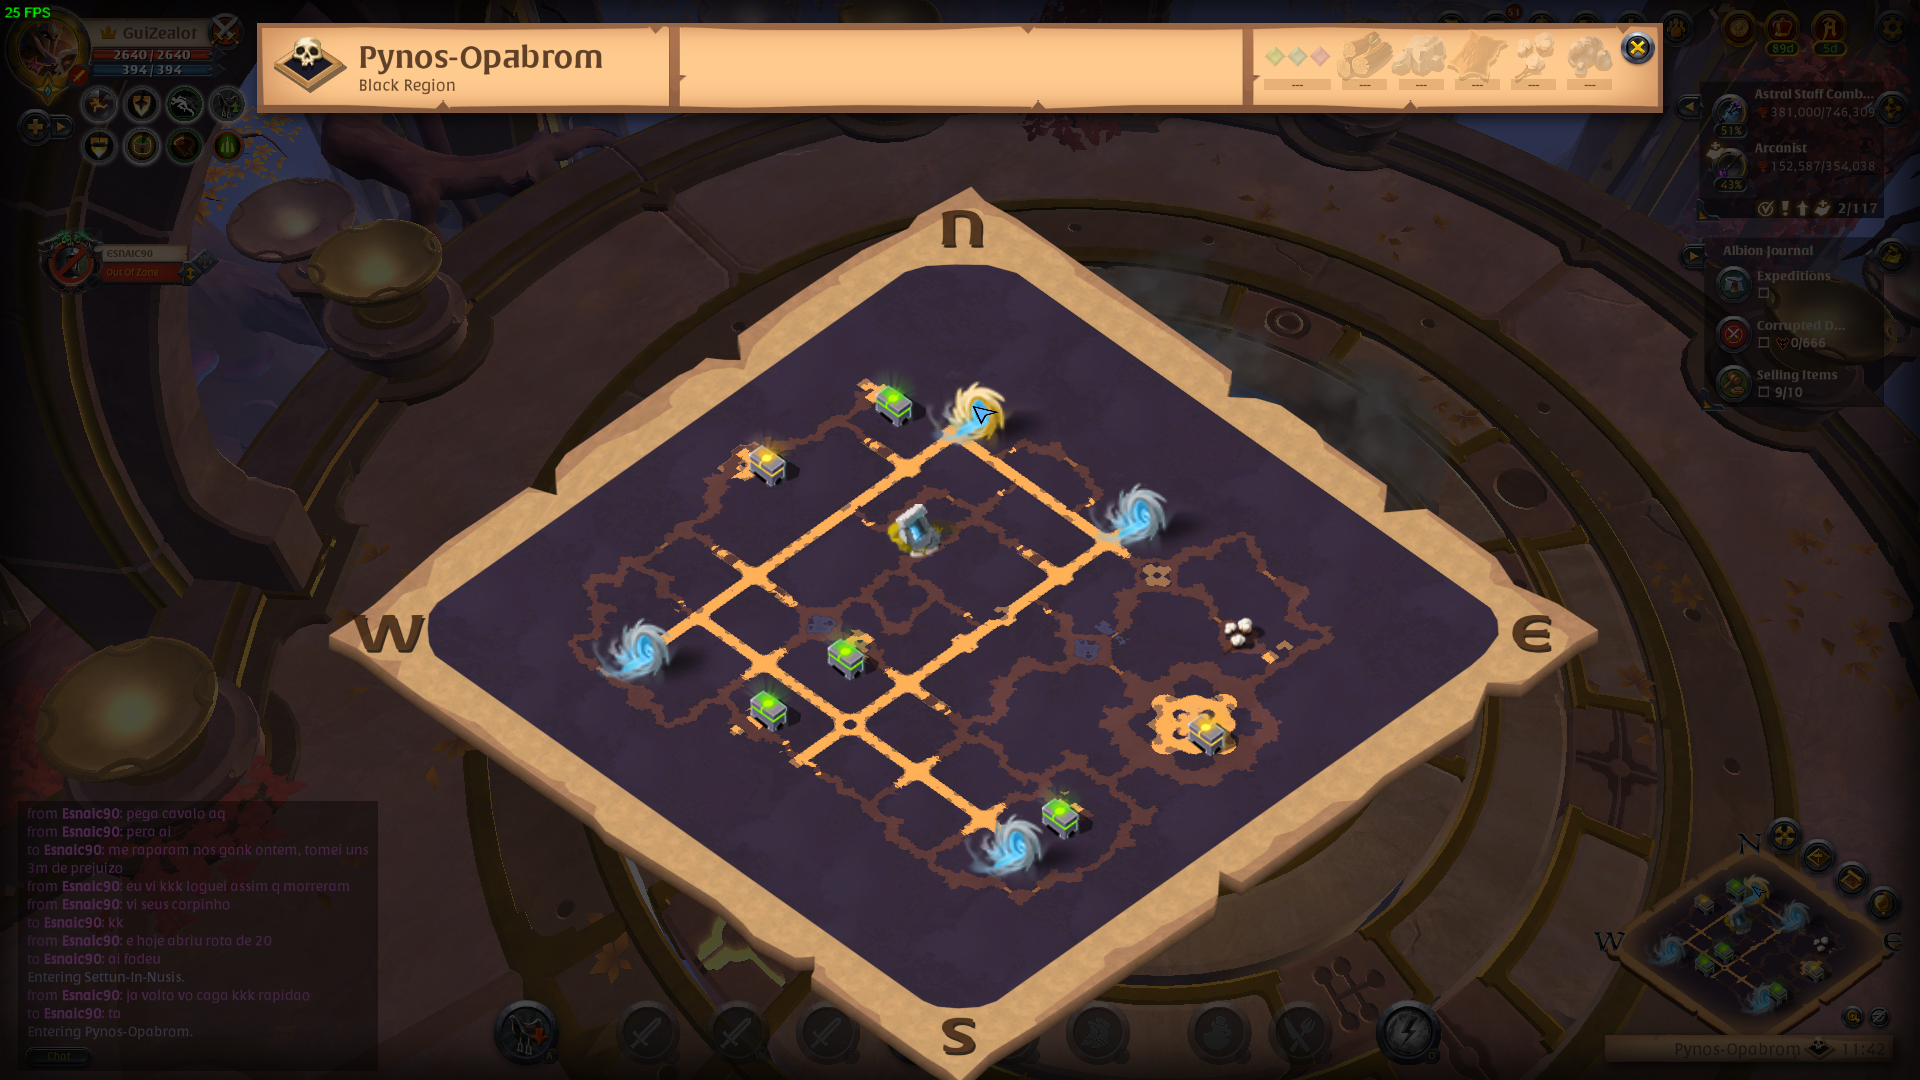 25 FPS
GuiZealor
2640/2640
394/394
Pynos-Opabrom
Black Region
---
---
---
---
---
---
89d
5d
Astral Staff Comb...
381,000/746,309
51%
Arcanist
152,587/354,038
43%
2/117
ESNAIC90
Out Of Zone
Albion Journal
Expeditions
Corrupted D...
0/666
Selling Items
9/10
N
W
E
S
from Esnaic90: pega cavalo aq
from Esnaic90: pera ai
to Esnaic90: me raparam nos gank ontem, tomei uns
3m de prejuizo
from Esnaic90: eu vi kkk loguei assim q morreram
from Esnaic90: vi seus corpinho
to Esnaic90: kk
from Esnaic90: e hoje abriu rota de 20
to Esnaic90: ai fodeu
Entering Settun-In-Nusis.
from Esnaic90: ja volto vo caga kkk rapidao
to Esnaic90: ta
Entering Pynos-Opabrom.
Chat
A
N
W
E
Pynos-Opabrom
11:42